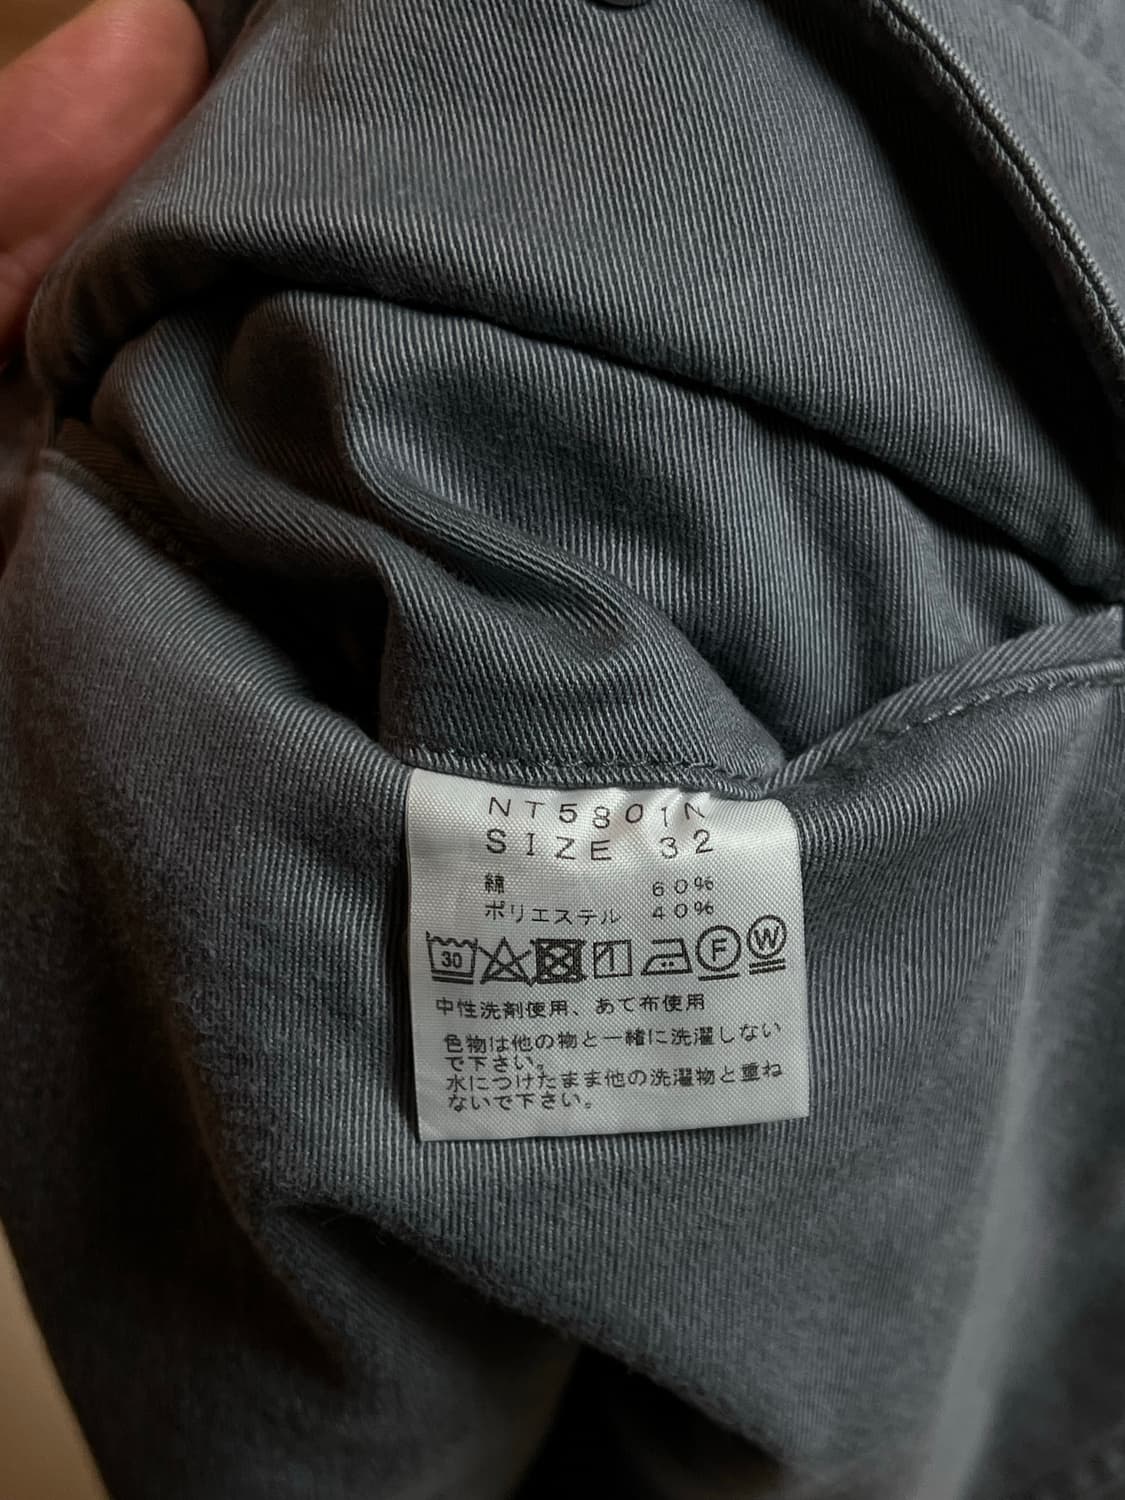 NT5801N
SIZE 32
綿 60%
ポリエステル 40%
30 F W
中性洗剤使用、あて布使用
色物は他の物と一緒に洗濯しない
で下さい。
水につけたまま他の洗濯物と重ね
ないで下さい。